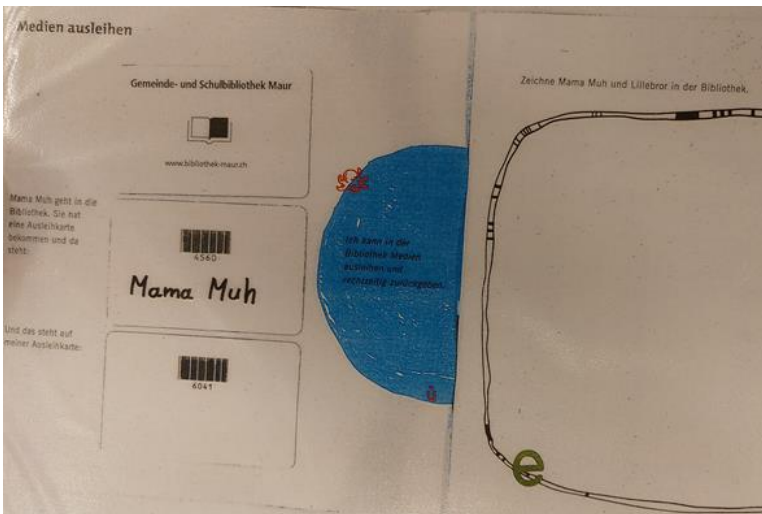 Medien ausleihen
Gemeinde- und Schulbibliothek Maur
www.bibliothek-maur.ch
Mama Muh geht in die
Bibliothek. Sie hat
eine Ausleihkarte
bekommen und da
steht:
4560
Mama Muh
Und das steht auf
meiner Ausleihkarte:
6041
Ich kann in der
Bibliothek Medien
ausleihen und
rechtzeitig zurückgeben.
ü
Zeichne Mama Muh und Lillebror in der Bibliothek.
e